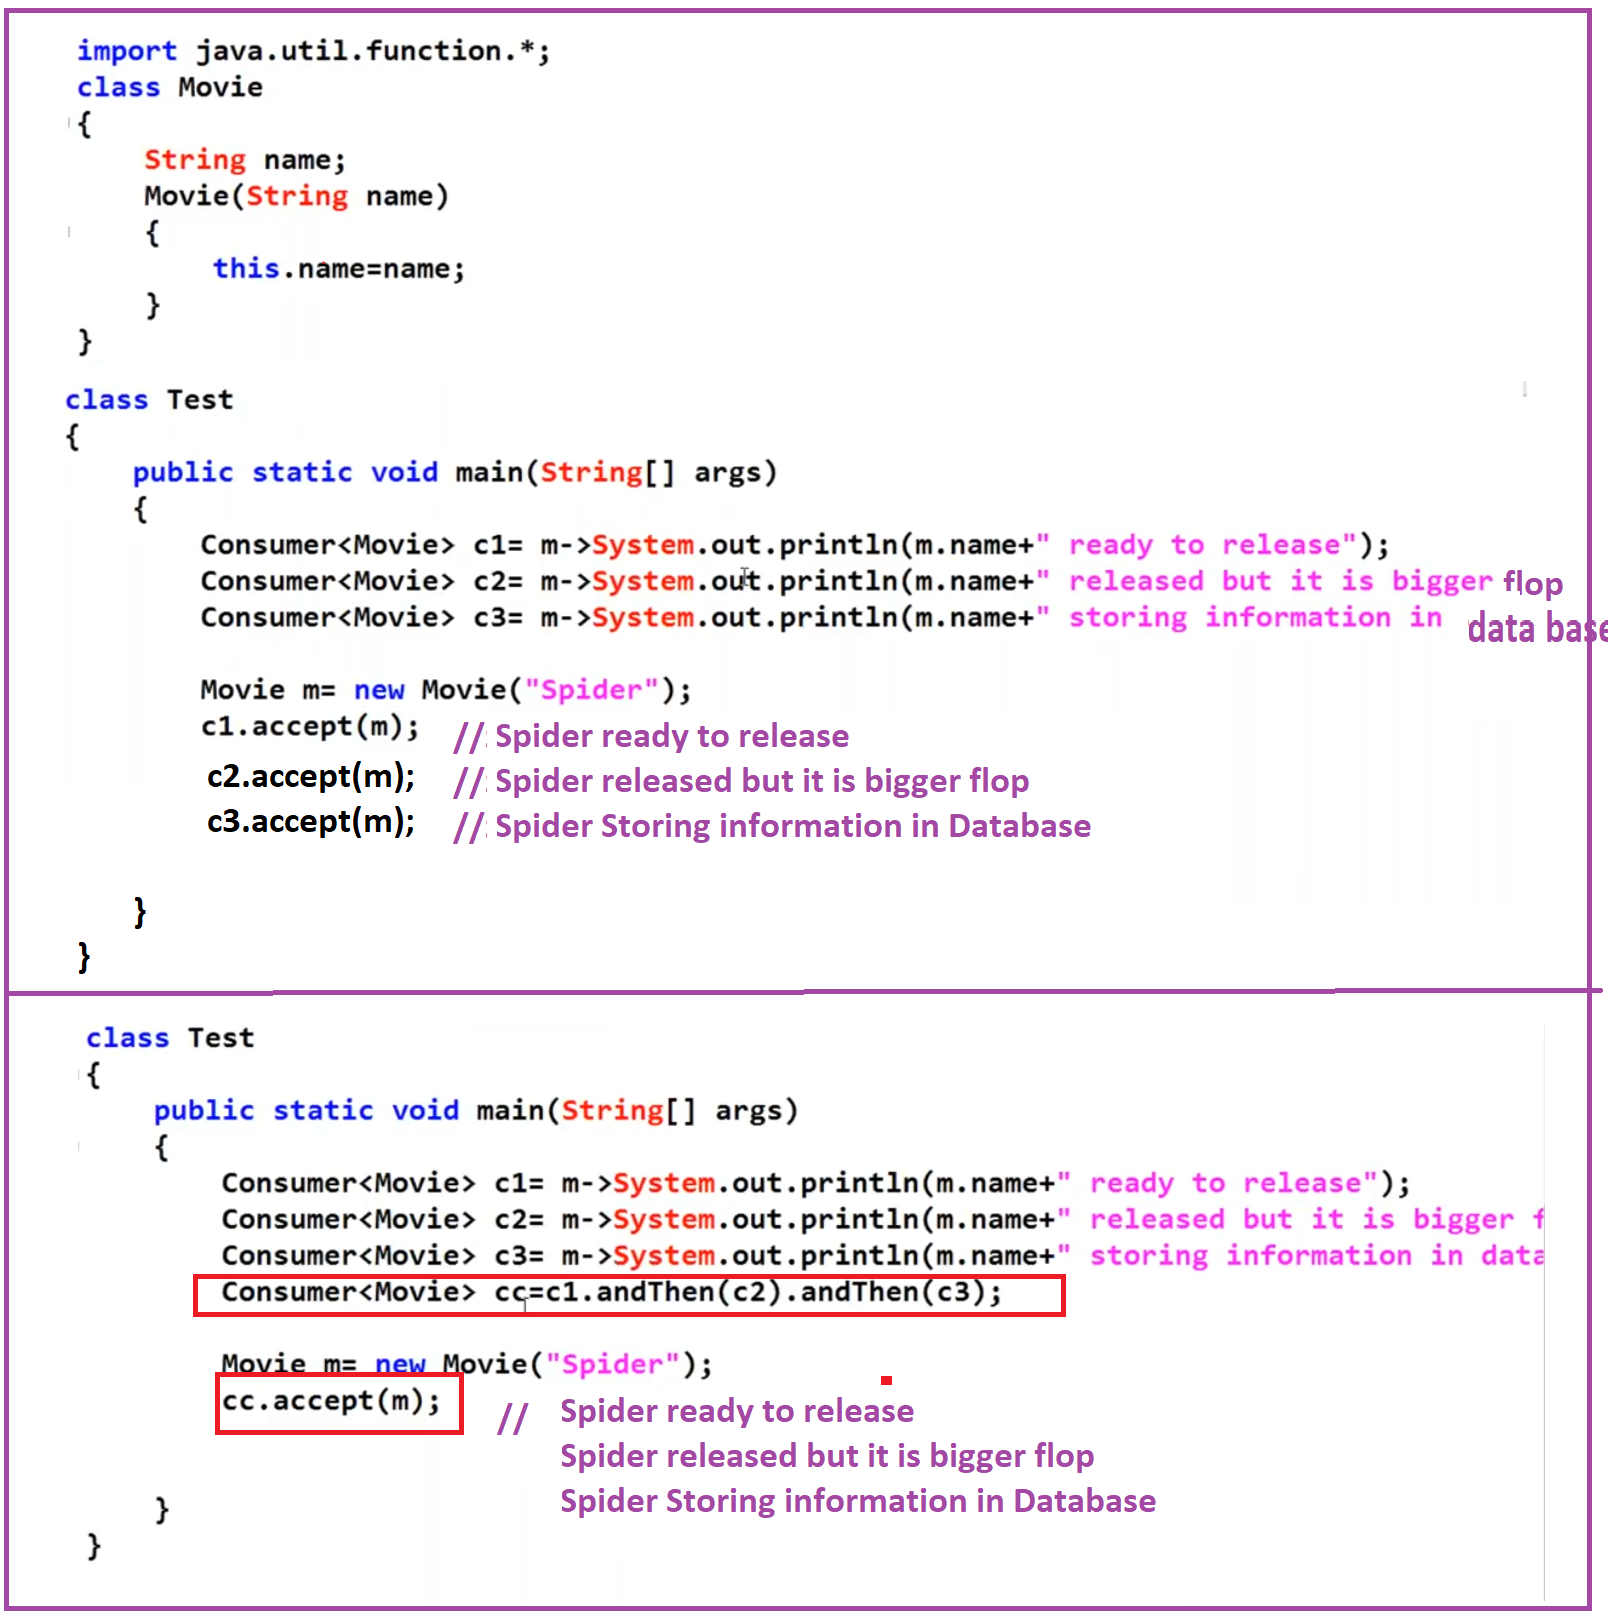 import java.util.function.*;
class Movie
{
String name;
Movie(String name)
{
this.name=name;
}
}
class Test
{
public static void main(String[] args)
{
Consumer<Movie> c1= m->System.out.println(m.name+" ready to release");
Consumer<Movie> c2= m->System.out.println(m.name+" released but it is bigger flop
Consumer<Movie> c3= m->System.out.println(m.name+" storing information in data base
Movie m= new Movie("Spider");
c1.accept(m); // Spider ready to release
c2.accept(m); // Spider released but it is bigger flop
c3.accept(m); // Spider Storing information in Database
}
}
class Test
{
public static void main(String[] args)
{
Consumer<Movie> c1= m->System.out.println(m.name+" ready to release");
Consumer<Movie> c2= m->System.out.println(m.name+" released but it is bigger f
Consumer<Movie> c3= m->System.out.println(m.name+" storing information in data
Consumer<Movie> cc=c1.andThen(c2).andThen(c3);
Movie m= new Movie("Spider");
cc.accept(m); // Spider ready to release
Spider released but it is bigger flop
Spider Storing information in Database
}
}